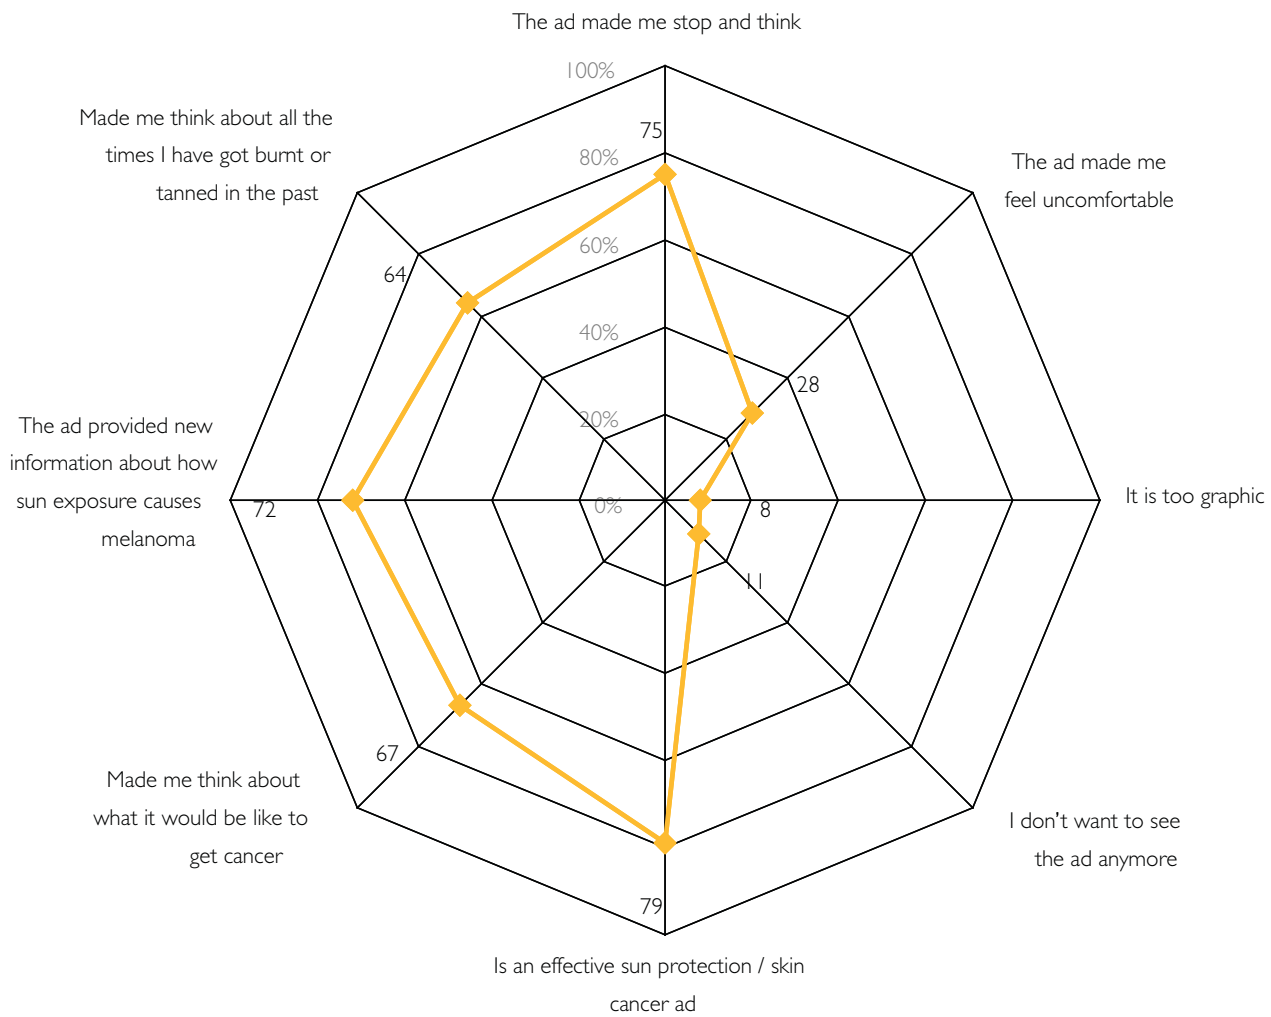 The ad made me stop and think
100%
Made me think about all the
times I have got burnt or
tanned in the past
75
80%
The ad made me
feel uncomfortable
60%
64
40%
28
20%
The ad provided new
information about how
sun exposure causes
melanoma
72
0%
8
It is too graphic
11
67
Made me think about
what it would be like to
get cancer
I don't want to see
the ad anymore
79
Is an effective sun protection / skin
cancer ad